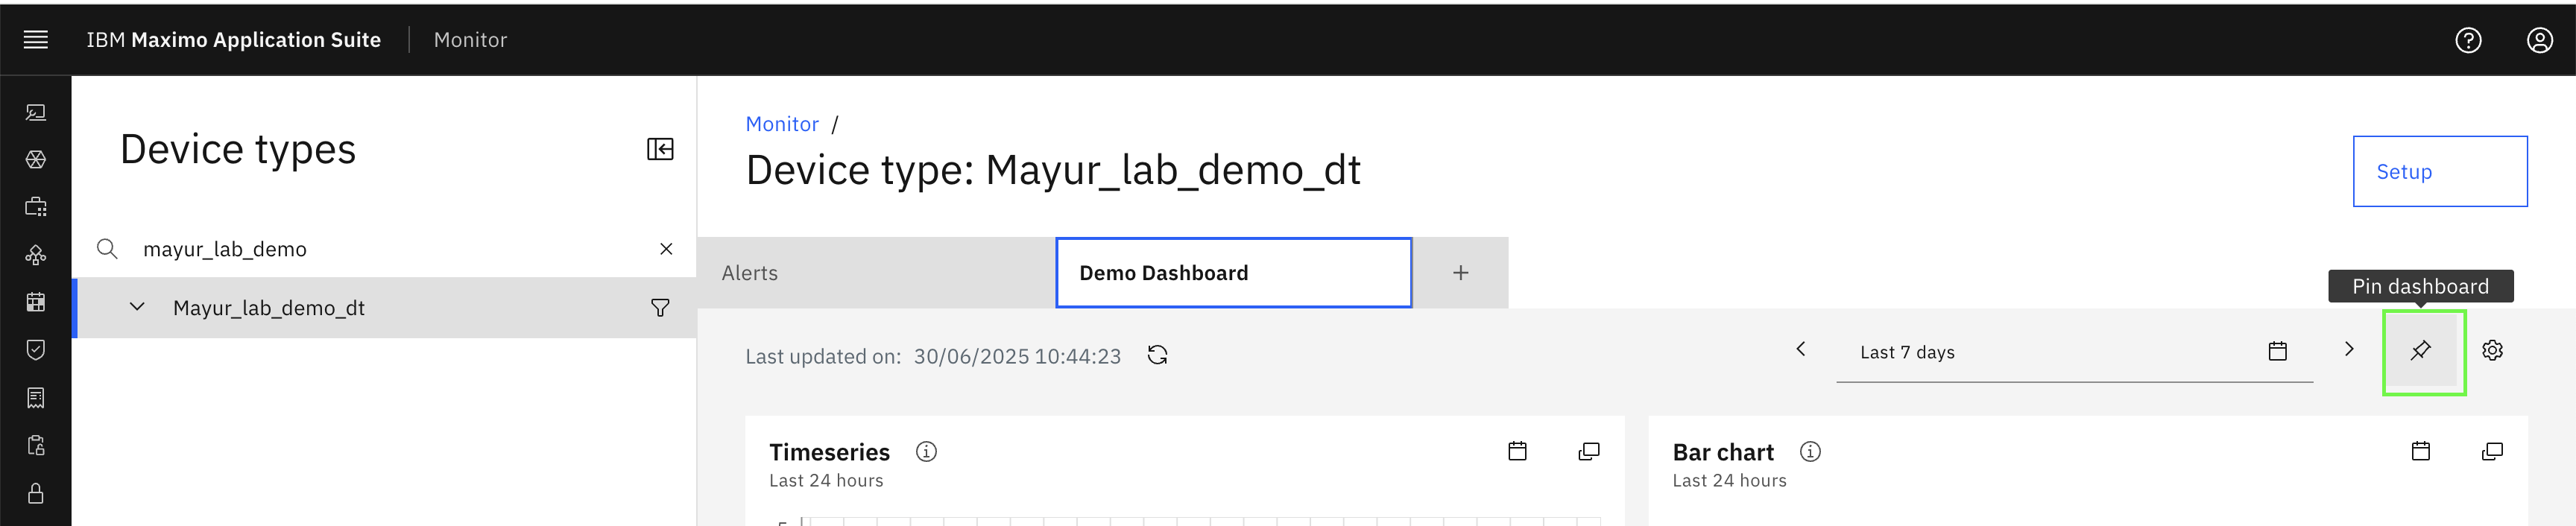 IBM Maximo Application Suite
Monitor
Device types
mayur_lab_demo
Mayur_lab_demo_dt
Monitor /
Device type: Mayur_lab_demo_dt
Setup
Alerts
Demo Dashboard
+
Pin dashboard
Last updated on: 30/06/2025 10:44:23
Last 7 days
Timeseries
Last 24 hours
5
Bar chart
Last 24 hours